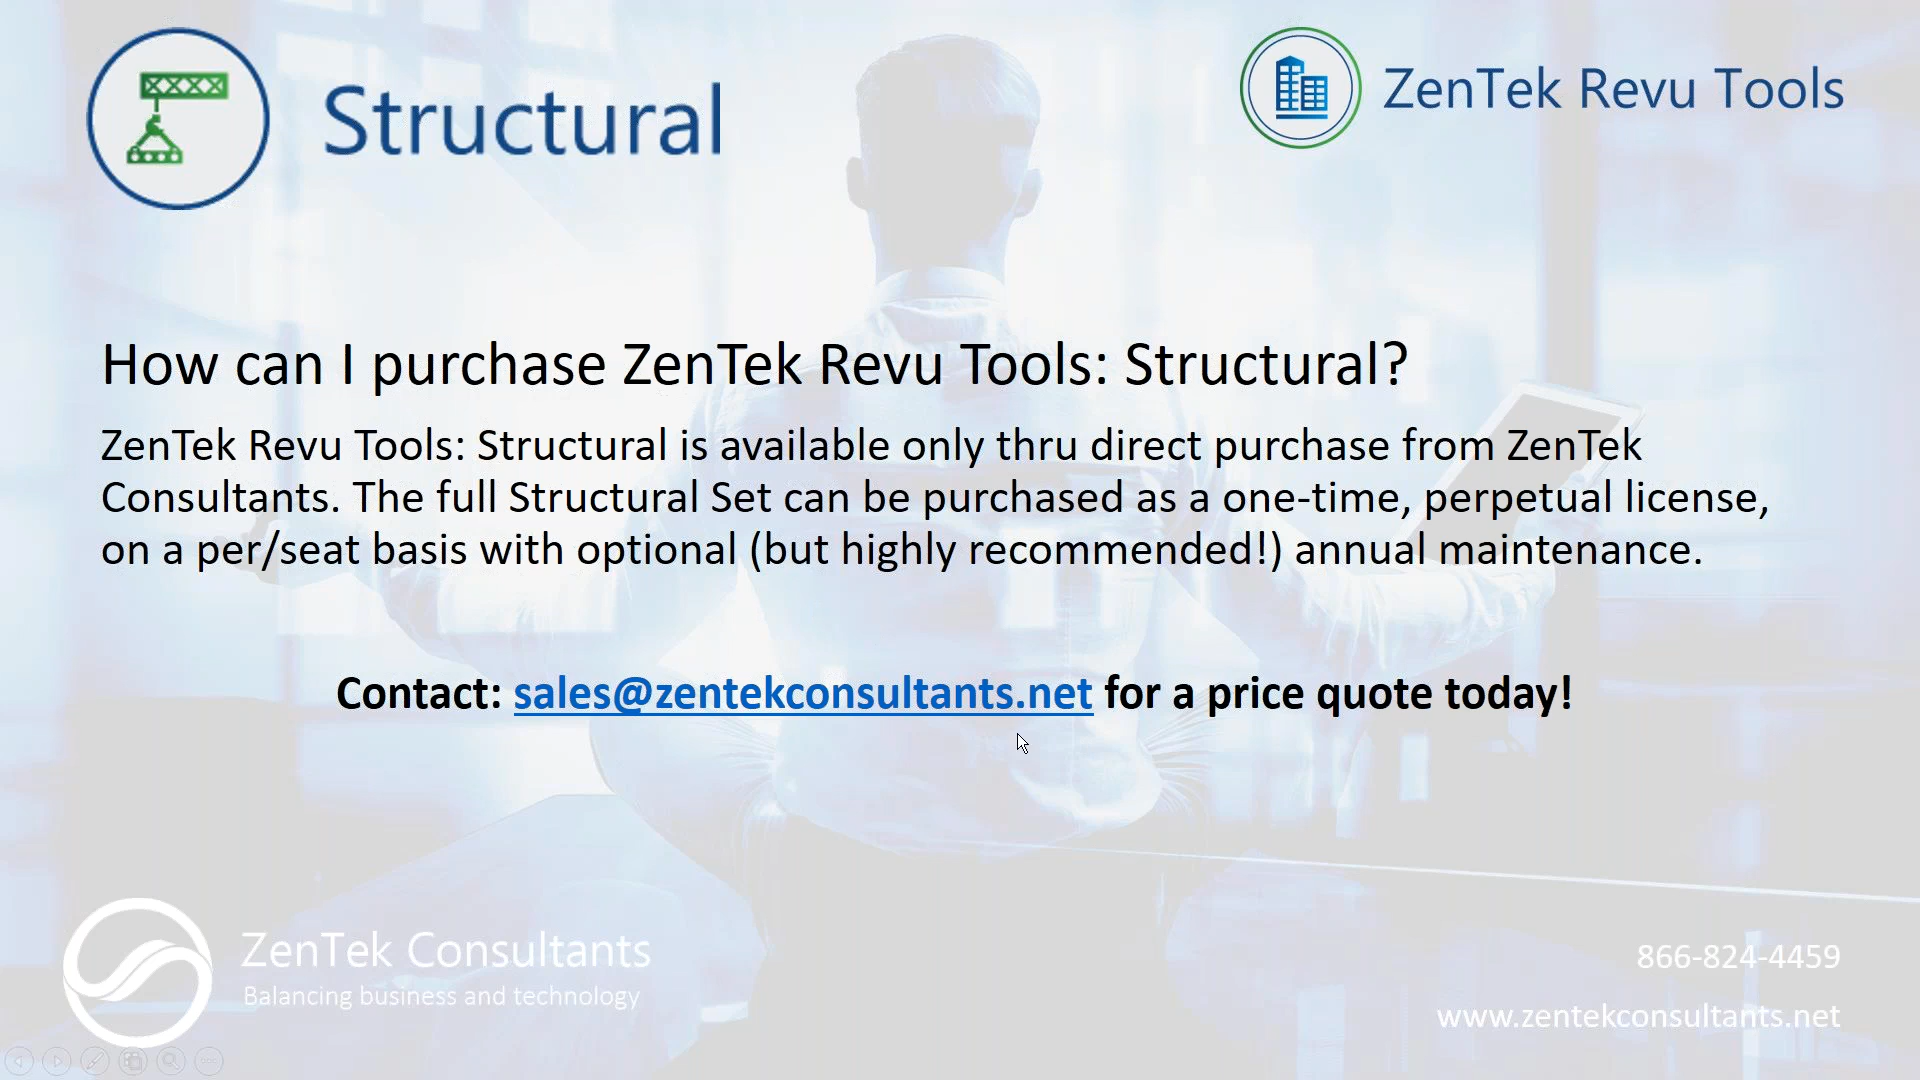 Structural
ZenTek Revu Tools
How can I purchase ZenTek Revu Tools: Structural?
ZenTek Revu Tools: Structural is available only thru direct purchase from ZenTek
Consultants. The full Structural Set can be purchased as a one-time, perpetual license,
on a per/seat basis with optional (but highly recommended!) annual maintenance.
Contact: sales@zentekconsultants.net for a price quote today!
ZenTek Consultants
Balancing business and technology
866-824-4459
www.zentekconsultants.net